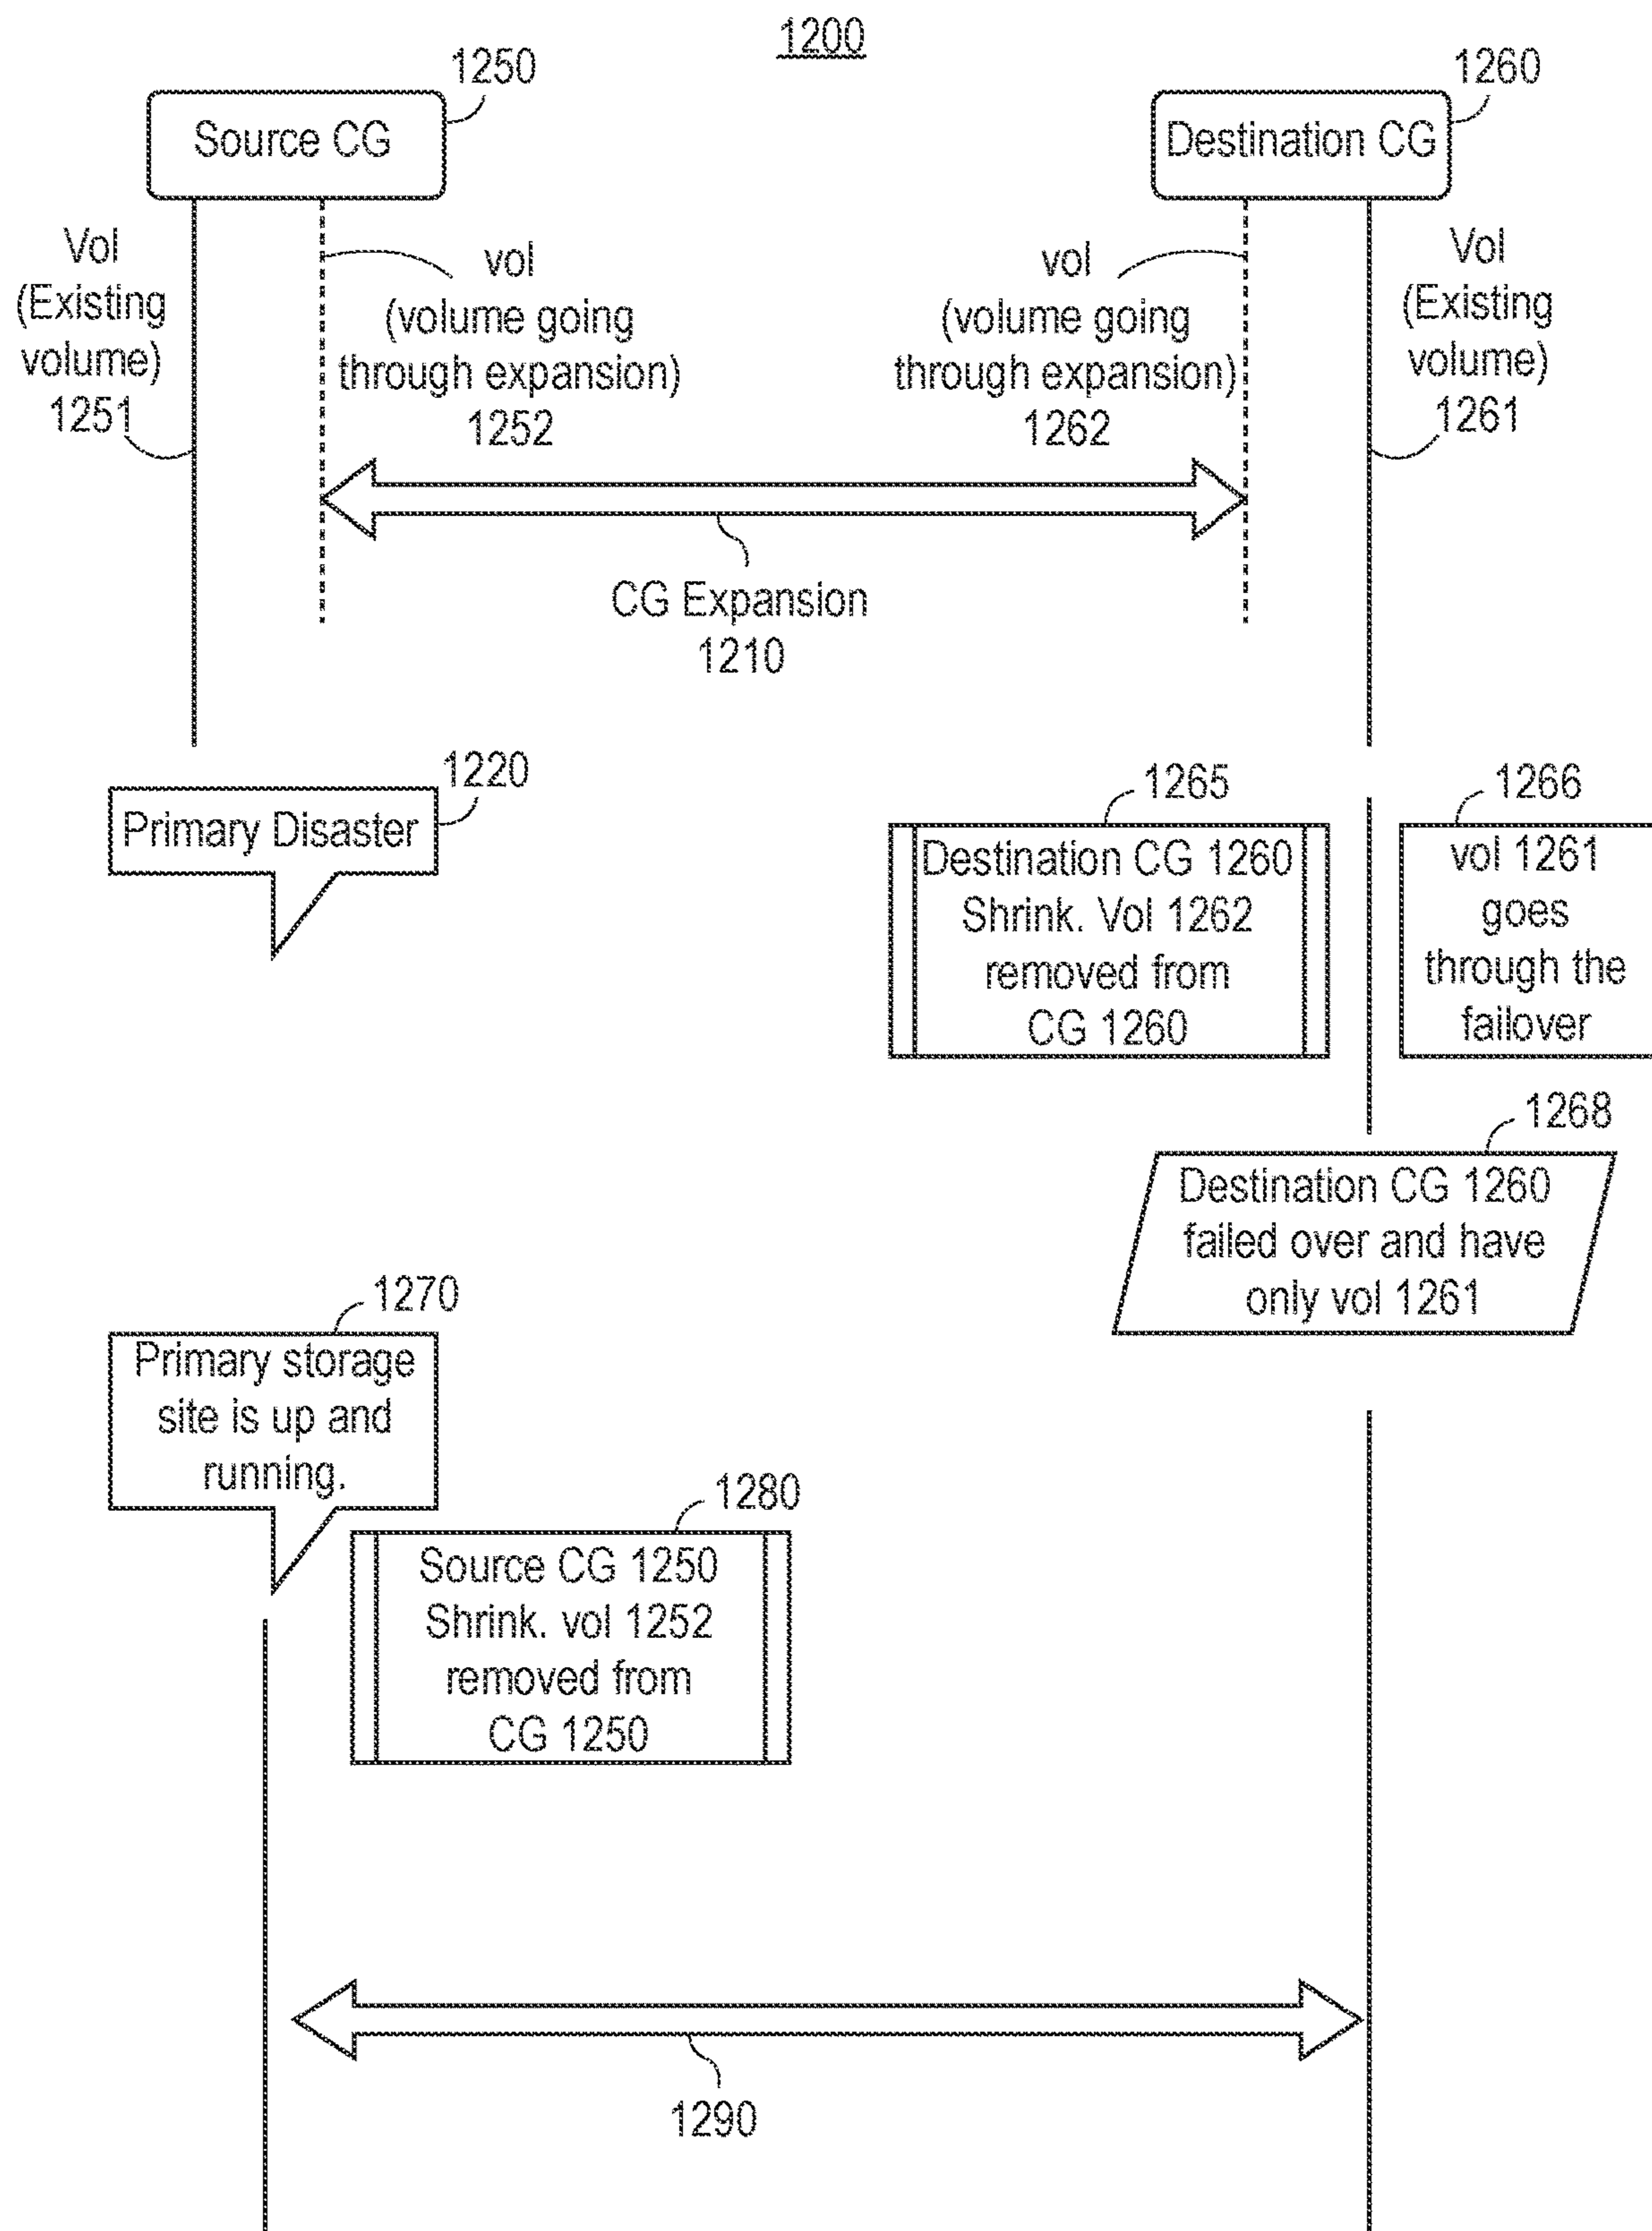 1200
1250
1260
Source CG
Destination CG
Vol
(Existing
volume)
1251
vol
(volume going
through expansion)
1252
vol
(volume going
through expansion)
1262
Vol
(Existing
volume)
1261
CG Expansion
1210
1220
Primary Disaster
1265
Destination CG 1260
Shrink. Vol 1262
removed from
CG 1260
1266
vol 1261
goes
through the
failover
1268
Destination CG 1260
failed over and have
only vol 1261
1270
Primary storage
site is up and
running.
1280
Source CG 1250
Shrink. vol 1252
removed from
CG 1250
1290